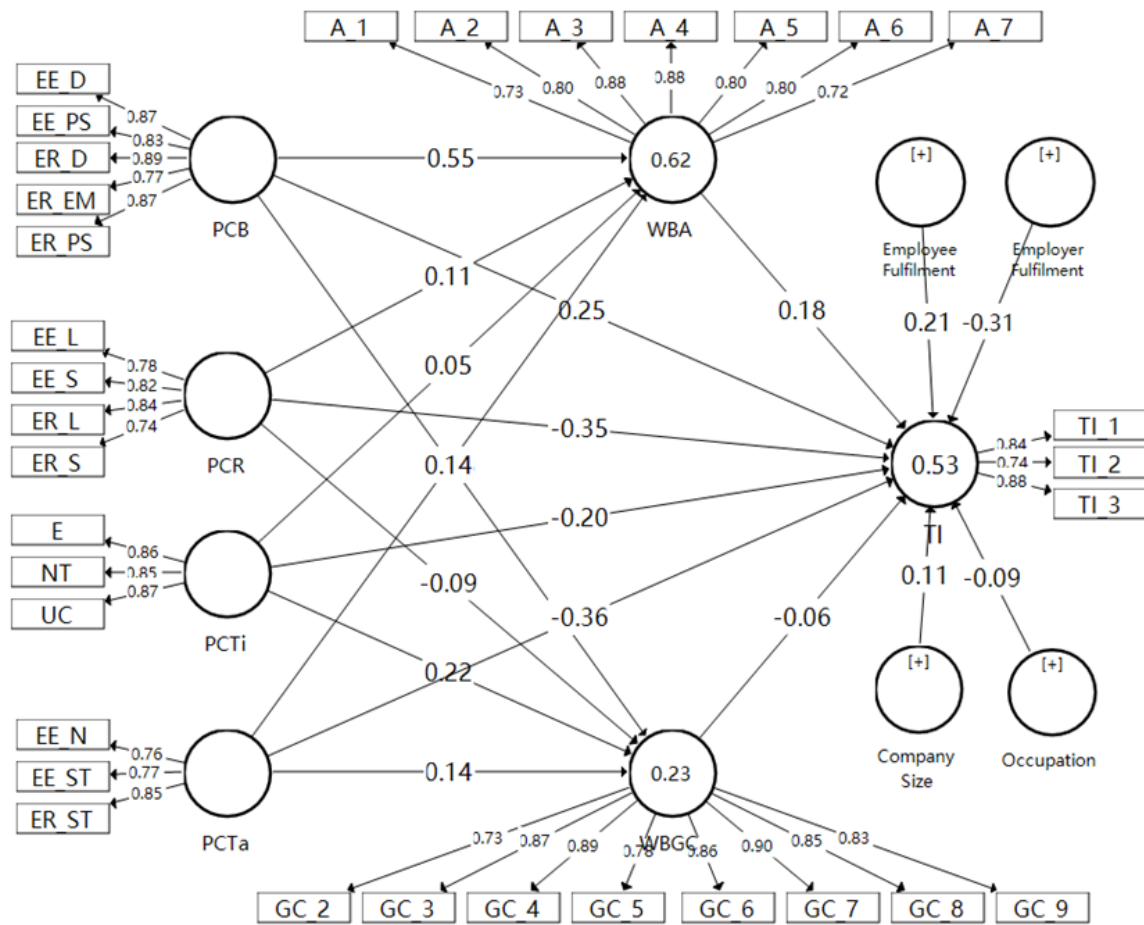 A_1 A_2 A_3 A_4 A_5 A_6 A_7
0.73 0.80 0.88 0.88 0.80 0.80 0.72
EE_D
EE_PS
ER_D
ER_EM
ER_PS
0.87
0.83
0.89
0.77
0.87
PCB
0.55
0.62
WBA
[+]
Employee
Fulfilment
[+]
Employer
Fulfilment
0.11
0.25
0.18
0.21
-0.31
EE_L
EE_S
ER_L
ER_S
0.78
0.82
0.84
0.74
PCR
0.05
-0.35
0.14
0.53
TI
0.84
0.74
0.88
TI_1
TI_2
TI_3
E
NT
UC
0.86
0.85
0.87
PCTi
-0.20
-0.09
-0.36
-0.06
0.11
-0.09
0.22
[+]
Company
Size
[+]
Occupation
EE_N
EE_ST
ER_ST
0.76
0.77
0.85
PCTa
0.14
0.23
WBGC
0.73 0.87 0.89 0.78 0.86 0.90 0.85 0.83
GC_2 GC_3 GC_4 GC_5 GC_6 GC_7 GC_8 GC_9